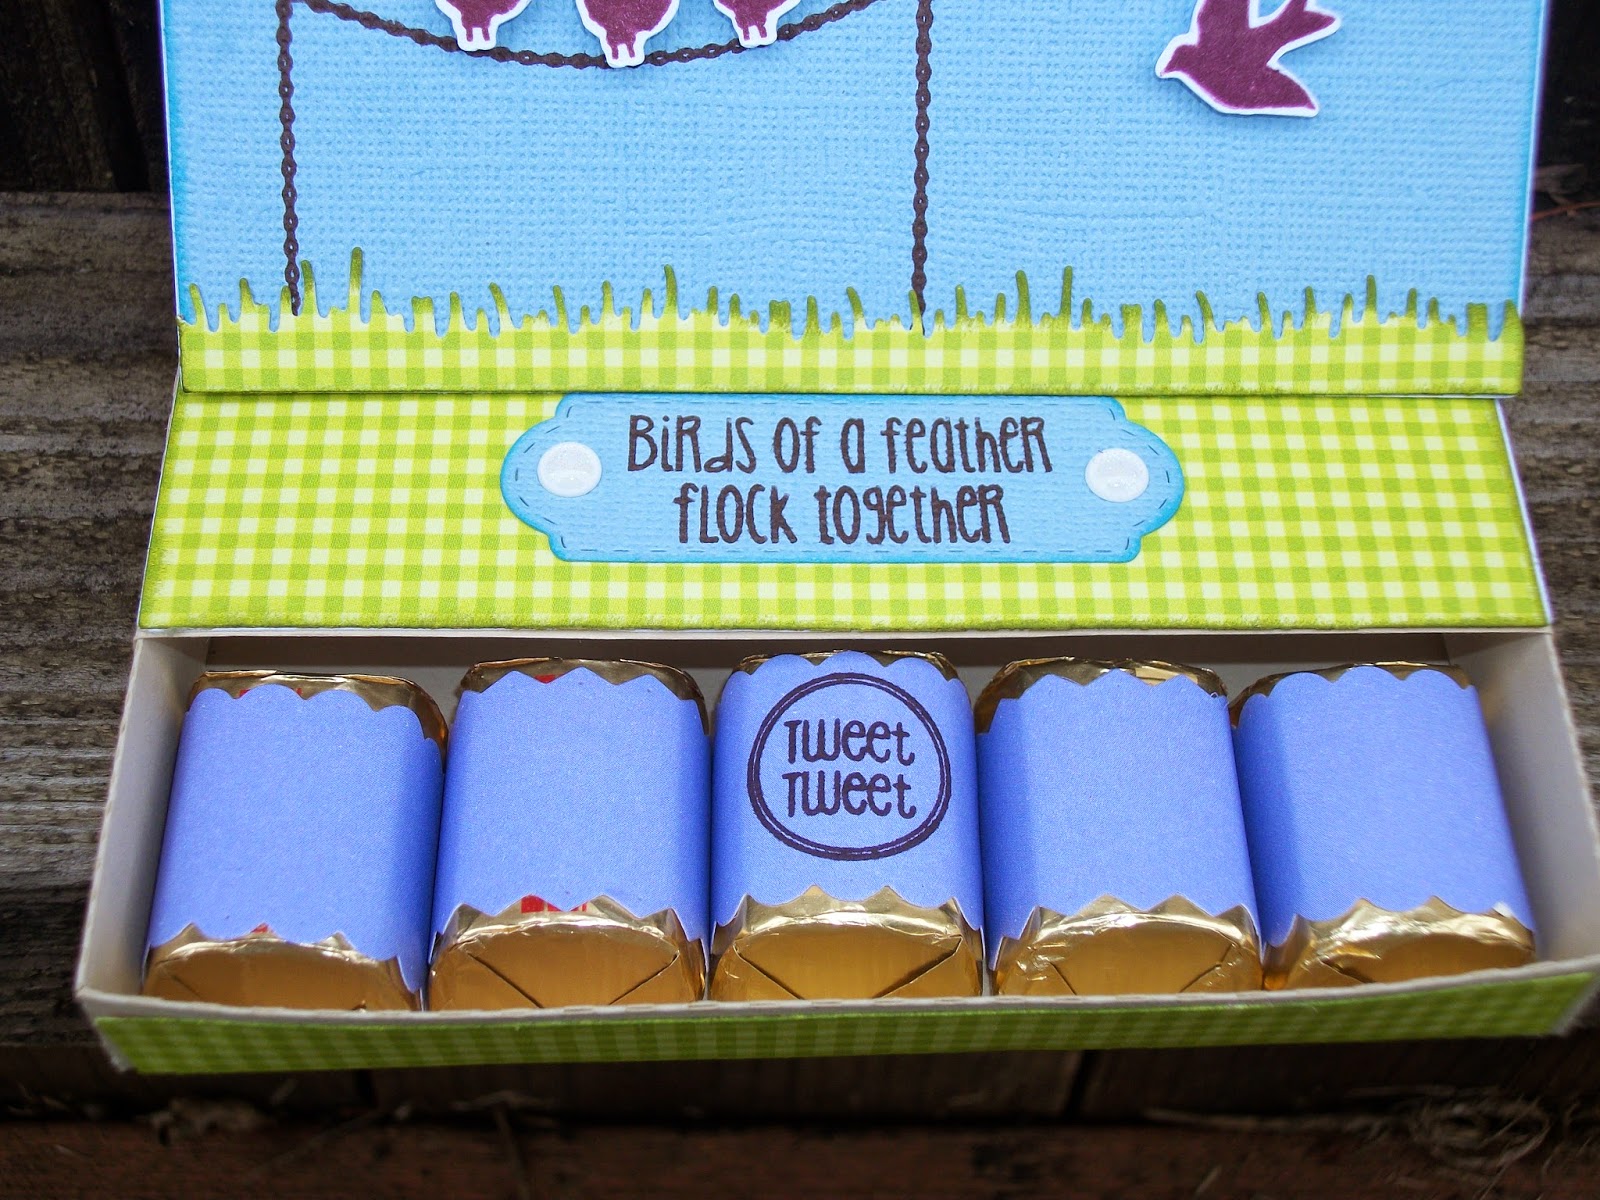 Birds of a feather
flock together
Tweet
Tweet